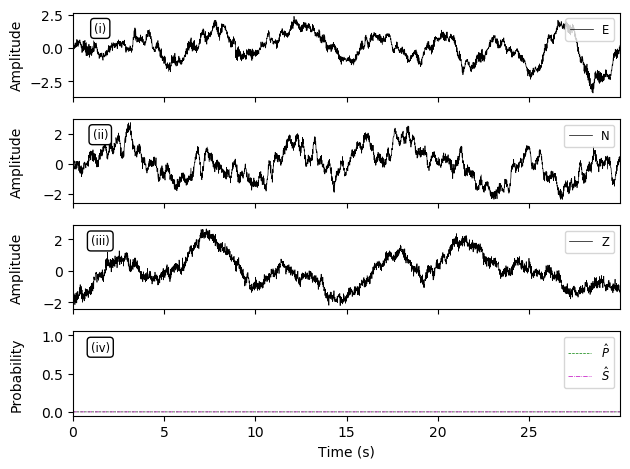 (i)
E
Amplitude
2.5
0.0
−2.5
(ii)
N
Amplitude
2
0
−2
(iii)
Z
Amplitude
2
0
−2
(iv)
P̂
Ŝ
Probability
1.0
0.5
0.0
0 5 10 15 20 25
Time (s)